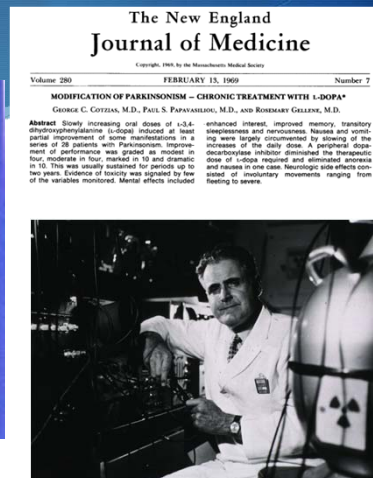 The New England
Journal of Medicine
Copyright, 1969, by the Massachusetts Medical Society
Volume 280
FEBRUARY 13, 1969
Number 7
MODIFICATION OF PARKINSONISM — CHRONIC TREATMENT WITH L-DOPA*
GEORGE C. COTZIAS, M.D., PAUL S. PAPAVASILIOU, M.D., AND ROSEMARY GELLENE, M.D.
Abstract Slowly increasing oral doses of L-3,4-
dihydroxyphenylalanine (L-dopa) induced at least
partial improvement of some manifestations in a
series of 28 patients with Parkinsonism. Improve-
ment of performance was graded as modest in
four, moderate in four, marked in 10 and dramatic
in 10. This was usually sustained for periods up to
two years. Evidence of toxicity was signaled by few
of the variables monitored. Mental effects included
enhanced interest, improved memory, transitory
sleeplessness and nervousness. Nausea and vomit-
ing were largely circumvented by slowing of the
increases of the daily dose. A peripheral dopa-
decarboxylase inhibitor diminished the therapeutic
dose of L-dopa required and eliminated anorexia
and nausea in one case. Neurologic side effects con-
sisted of involuntary movements ranging from
fleeting to severe.